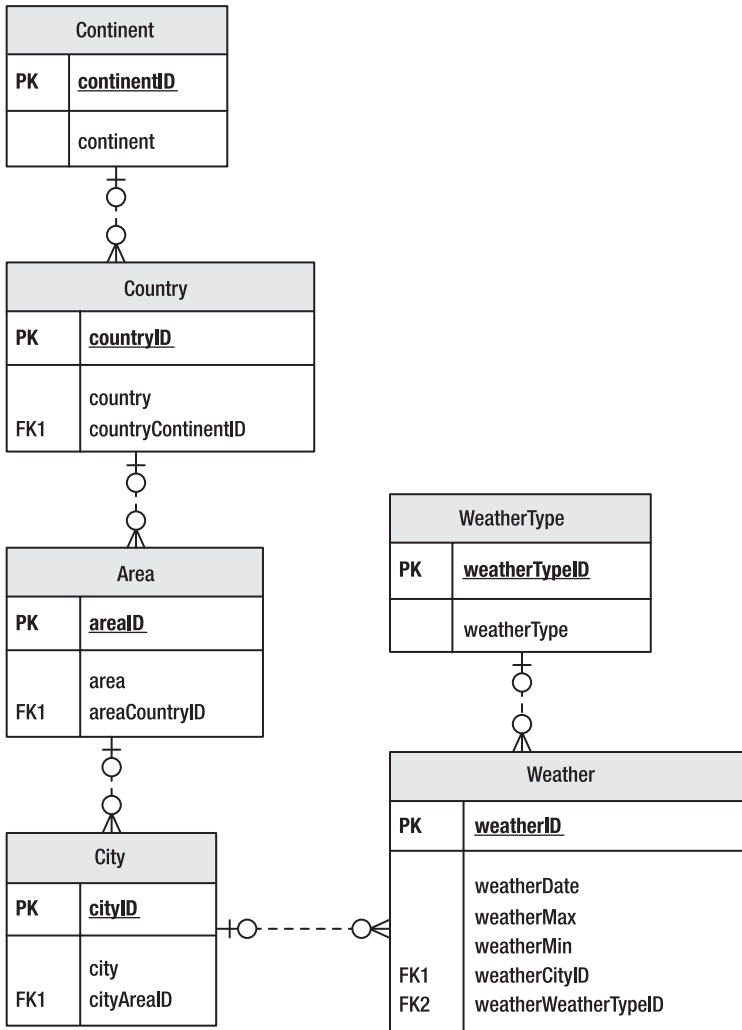 Continent
PK continentID
continent
Country
PK countryID
country
FK1 countryContinentID
Area
PK areaID
area
FK1 areaCountryID
City
PK cityID
city
FK1 cityAreaID
WeatherType
PK weatherTypeID
weatherType
Weather
PK weatherID
weatherDate
weatherMax
weatherMin
FK1 weatherCityID
FK2 weatherWeatherTypeID